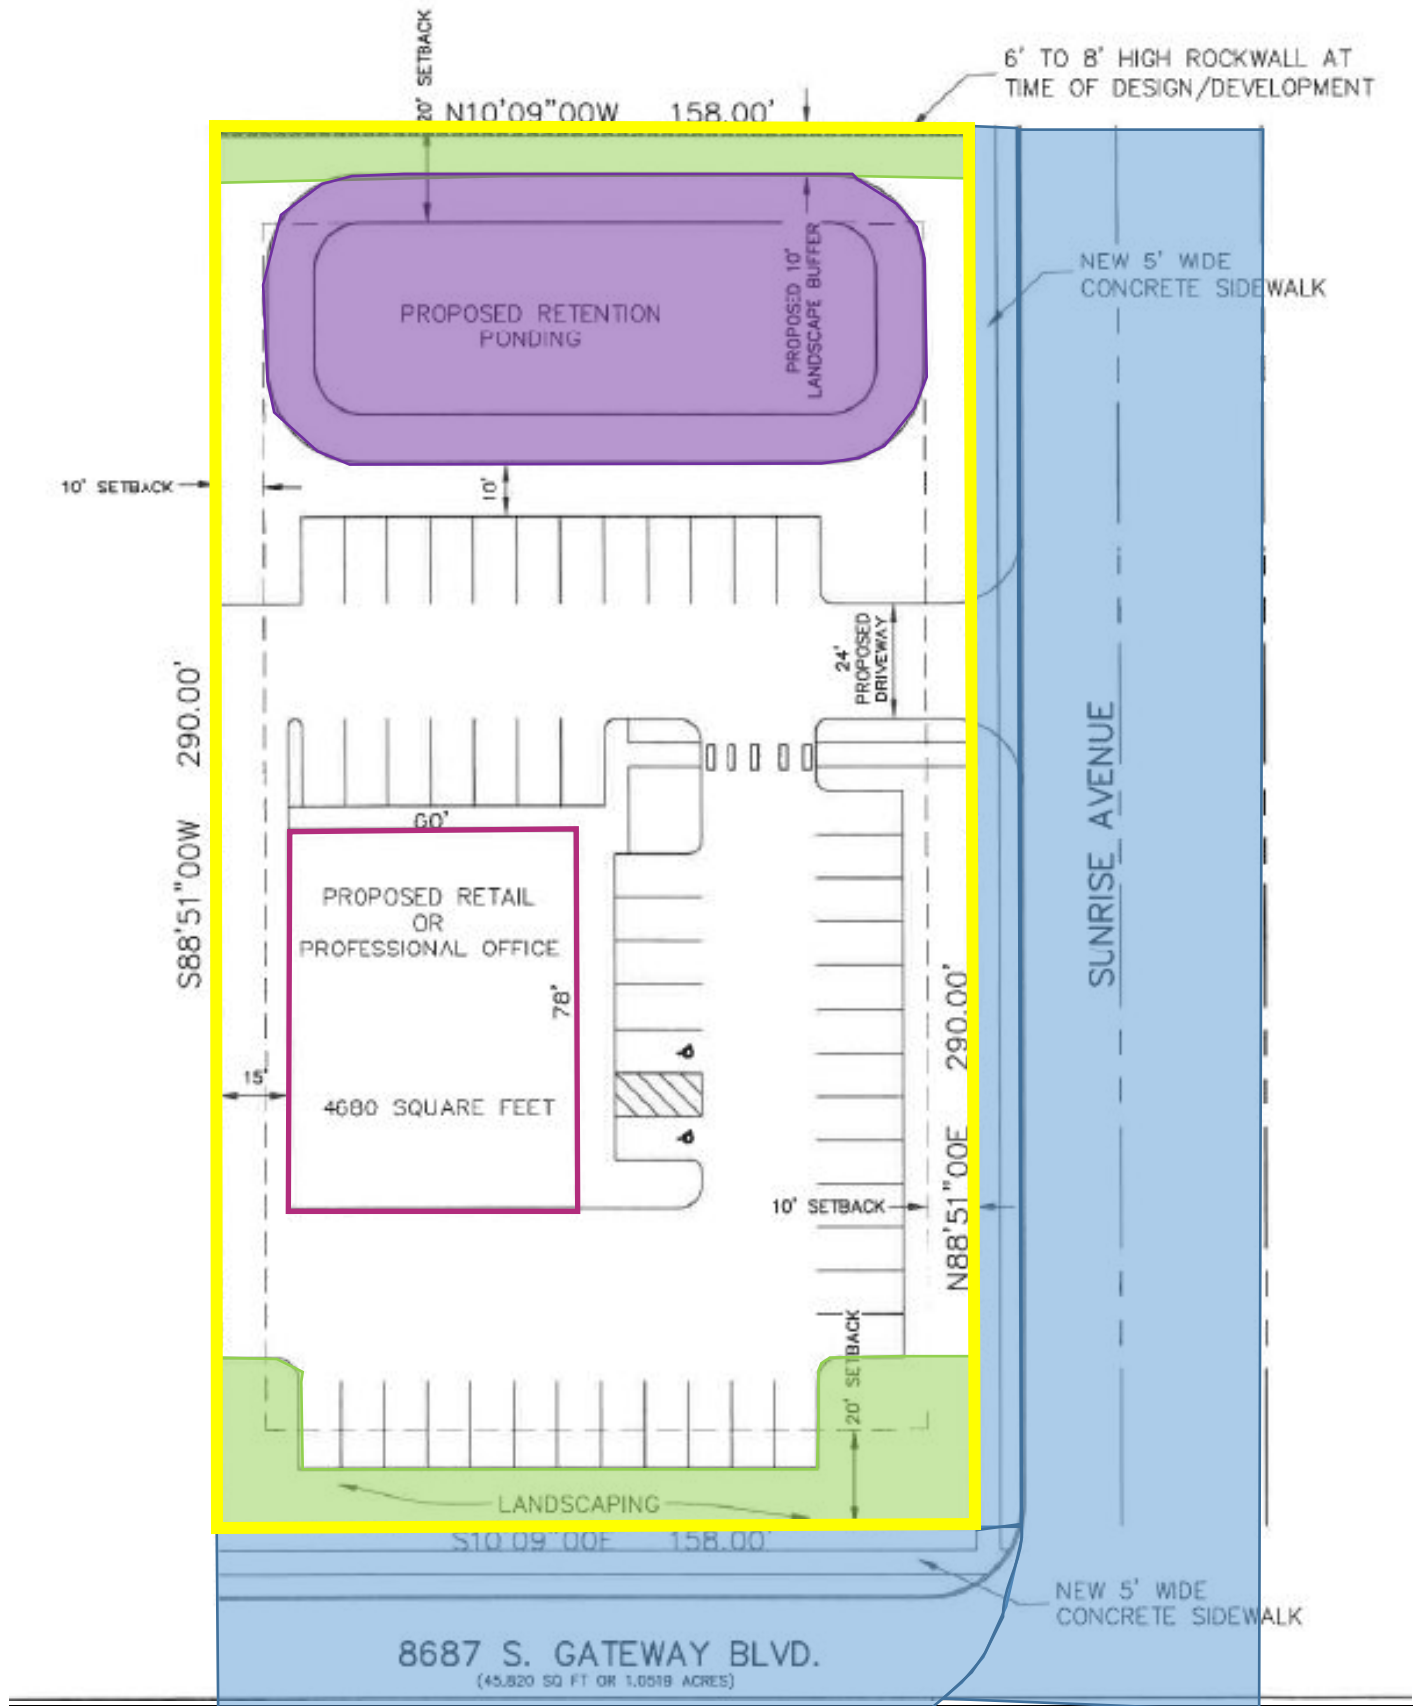 20' SETBACK
6' TO 8' HIGH ROCKWALL AT
TIME OF DESIGN/DEVELOPMENT
N10'09"00W 158.00'
PROPOSED 10'
LANDSCAPE BUFFER
NEW 5' WIDE
CONCRETE SIDEWALK
PROPOSED RETENTION
PONDING
10' SETBACK
10'
24'
PROPOSED
DRIVEWAY
S88'51"00W 290.00'
SUNRISE AVENUE
60'
PROPOSED RETAIL
OR
PROFESSIONAL OFFICE
78'
N88'51"00E 290.00'
15'
4680 SQUARE FEET
10' SETBACK
20' SETBACK
LANDSCAPING
S10'09"00E 158.00'
NEW 5' WIDE
CONCRETE SIDEWALK
8687 S. GATEWAY BLVD.
(45,820 SQ FT OR 1.0519 ACRES)